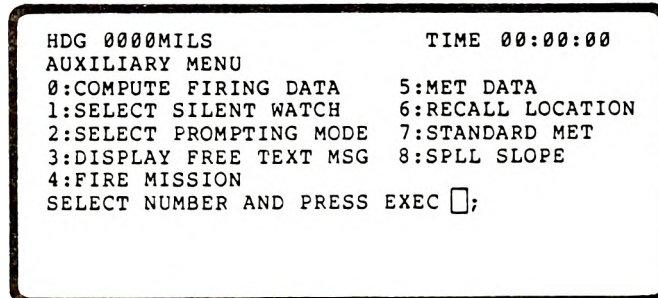 HDG 0000MILS TIME 00:00:00
AUXILIARY MENU
0:COMPUTE FIRING DATA 5:MET DATA
1:SELECT SILENT WATCH 6:RECALL LOCATION
2:SELECT PROMPTING MODE 7:STANDARD MET
3:DISPLAY FREE TEXT MSG 8:SPLL SLOPE
4:FIRE MISSION
SELECT NUMBER AND PRESS EXEC ▯;